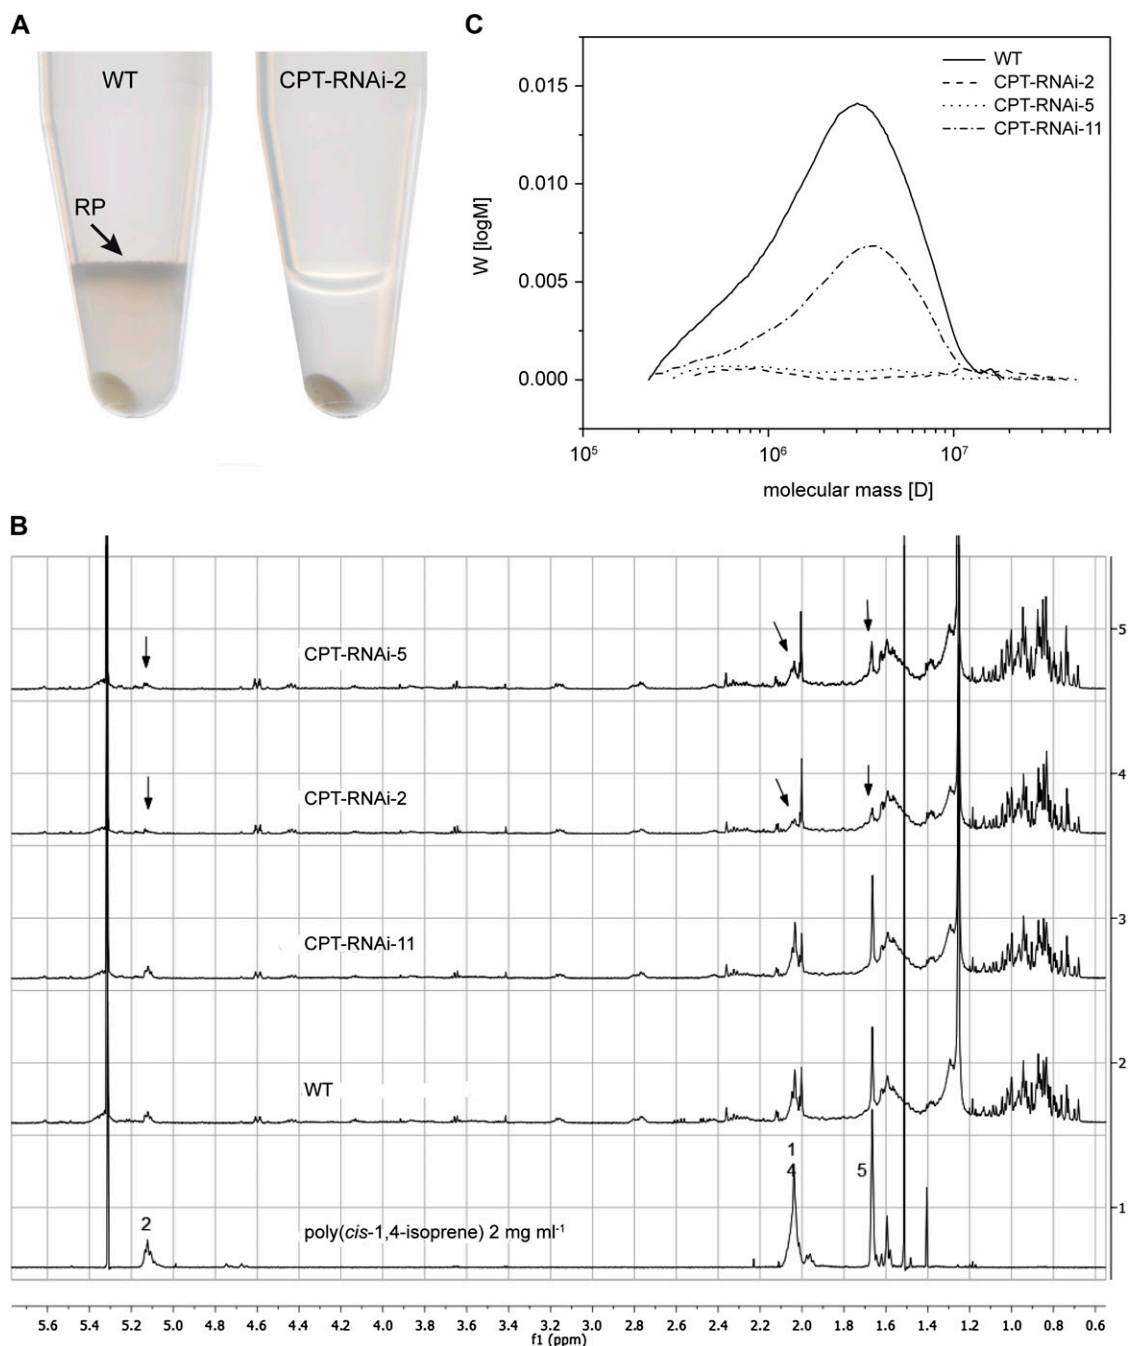 A
WT
CPT-RNAi-2
RP
C
WT
CPT-RNAi-2
CPT-RNAi-5
CPT-RNAi-11
0.015
0.010
0.005
0.000
W [logM]
10⁵
10⁶
10⁷
molecular mass [D]
B
CPT-RNAi-5
5
CPT-RNAi-2
4
CPT-RNAi-11
3
WT
2
1
4
5
2
poly(cis-1,4-isoprene) 2 mg ml⁻¹
1
5.6 5.4 5.2 5.0 4.8 4.6 4.4 4.2 4.0 3.8 3.6 3.4 3.2 3.0 2.8 2.6 2.4 2.2 2.0 1.8 1.6 1.4 1.2 1.0 0.8 0.6
f1 (ppm)